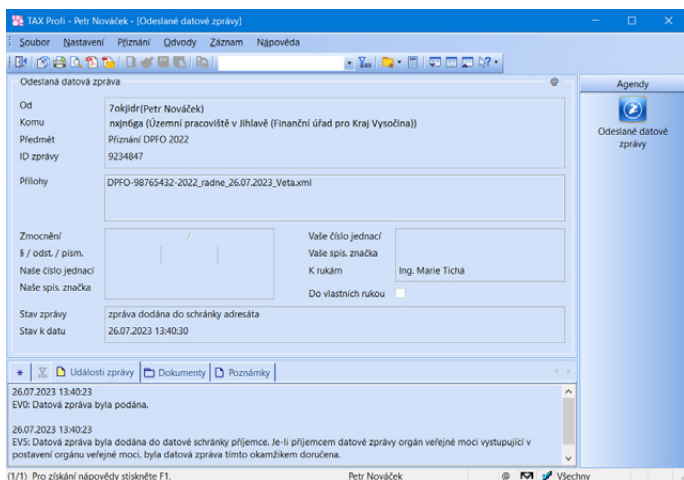 TAX Profi - Petr Nováček - [Odeslané datové zprávy]
Soubor Nastavení Přiznání Odvody Záznam Nápověda
Odeslaná datová zpráva @
Agendy
Odeslané datové
zprávy
Od 7okjidr(Petr Nováček)
Komu nxjn6ga (Územní pracoviště v Jihlavě (Finanční úřad pro Kraj Vysočina))
Předmět Přiznání DPFO 2022
ID zprávy 9234847
Přílohy DPFO-98765432-2022_radne_26.07.2023_Veta.xml
Zmocnění / Vaše číslo jednací
§ / odst. / písm. Vaše spis. značka
Naše číslo jednací K rukám Ing. Marie Tichá
Naše spis. značka
Do vlastních rukou
Stav zprávy zpráva dodána do schránky adresáta
Stav k datu 26.07.2023 13:40:30
* Události zprávy Dokumenty Poznámky
26.07.2023 13:40:23
EV0: Datová zpráva byla podána.
26.07.2023 13:40:23
EV5: Datová zpráva byla dodána do datové schránky příjemce. Je-li příjemcem datové zprávy orgán veřejné moci vystupující v
postavení orgánu veřejné moci, byla datová zpráva tímto okamžikem doručena.
(1/1) Pro získání nápovědy stiskněte F1. Petr Nováček @ Všechny